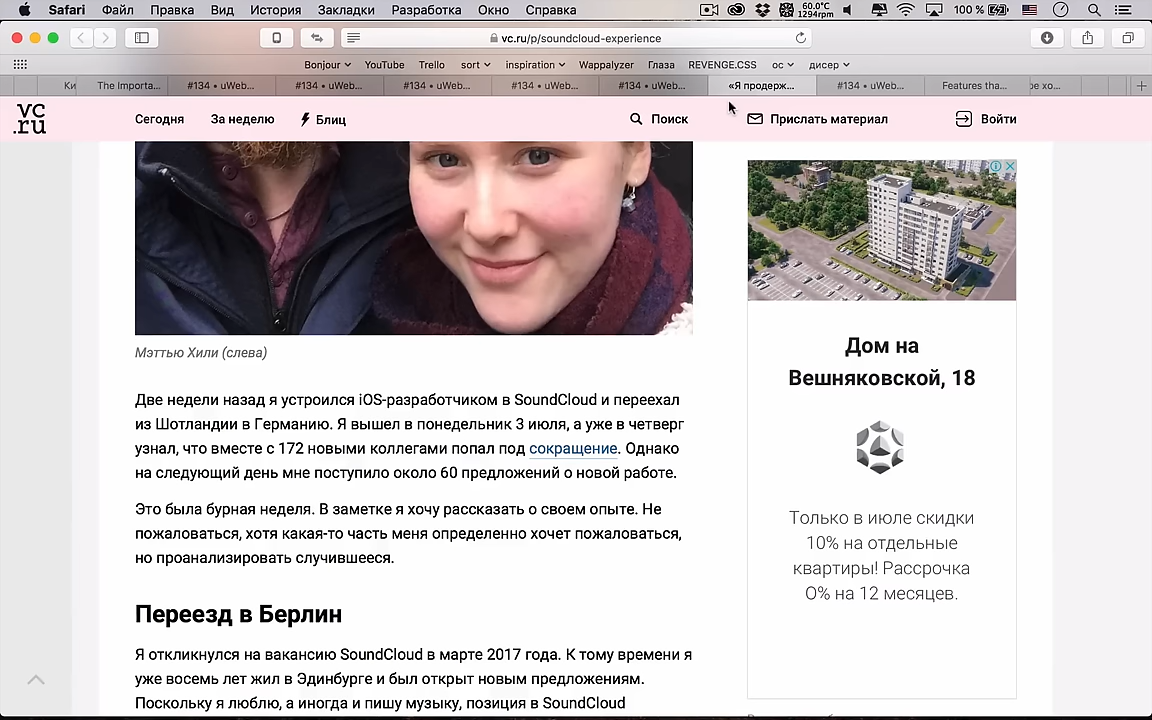 Safari Файл Правка Вид История Закладки Разработка Окно Справка 60.0°C 1294rpm 100 %
vc.ru/p/soundcloud-experience
Bonjour YouTube Trello sort inspiration Wappalyzer Глаза REVENGE.CSS ос дисер
Ки The Importa... #134 • uWeb... #134 • uWeb... #134 • uWeb... #134 • uWeb... #134 • uWeb... «Я продерж... #134 • uWeb... Features tha... ое хо...
vc
.ru
Сегодня За неделю Блиц Поиск Прислать материал Войти
Мэттью Хили (слева)
Две недели назад я устроился iOS-разработчиком в SoundCloud и переехал
из Шотландии в Германию. Я вышел в понедельник 3 июля, а уже в четверг
узнал, что вместе с 172 новыми коллегами попал под сокращение. Однако
на следующий день мне поступило около 60 предложений о новой работе.
Это была бурная неделя. В заметке я хочу рассказать о своем опыте. Не
пожаловаться, хотя какая-то часть меня определенно хочет пожаловаться,
но проанализировать случившееся.
Переезд в Берлин
Я откликнулся на вакансию SoundCloud в марте 2017 года. К тому времени я
уже восемь лет жил в Эдинбурге и был открыт новым предложениям.
Поскольку я люблю, а иногда и пишу музыку, позиция в SoundCloud
Дом на
Вешняковской, 18
Только в июле скидки
10% на отдельные
квартиры! Рассрочка
0% на 12 месяцев.